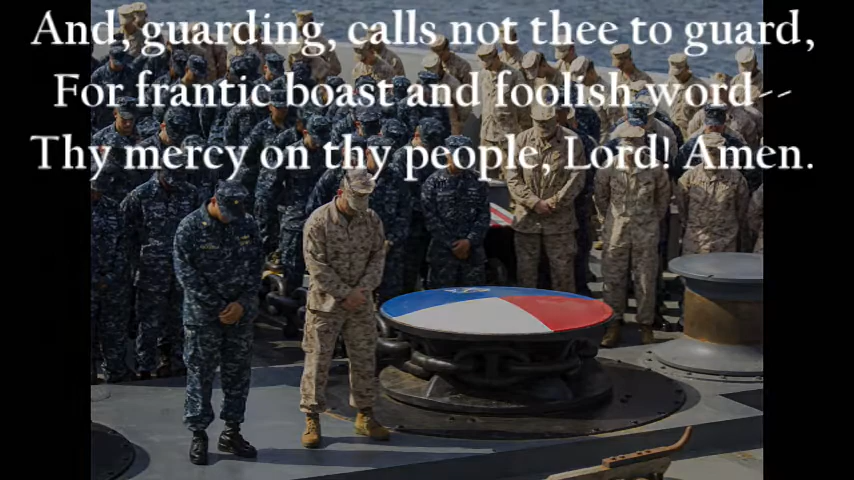 And, guarding, calls not thee to guard,
For frantic boast and foolish word--
Thy mercy on thy people, Lord! Amen.